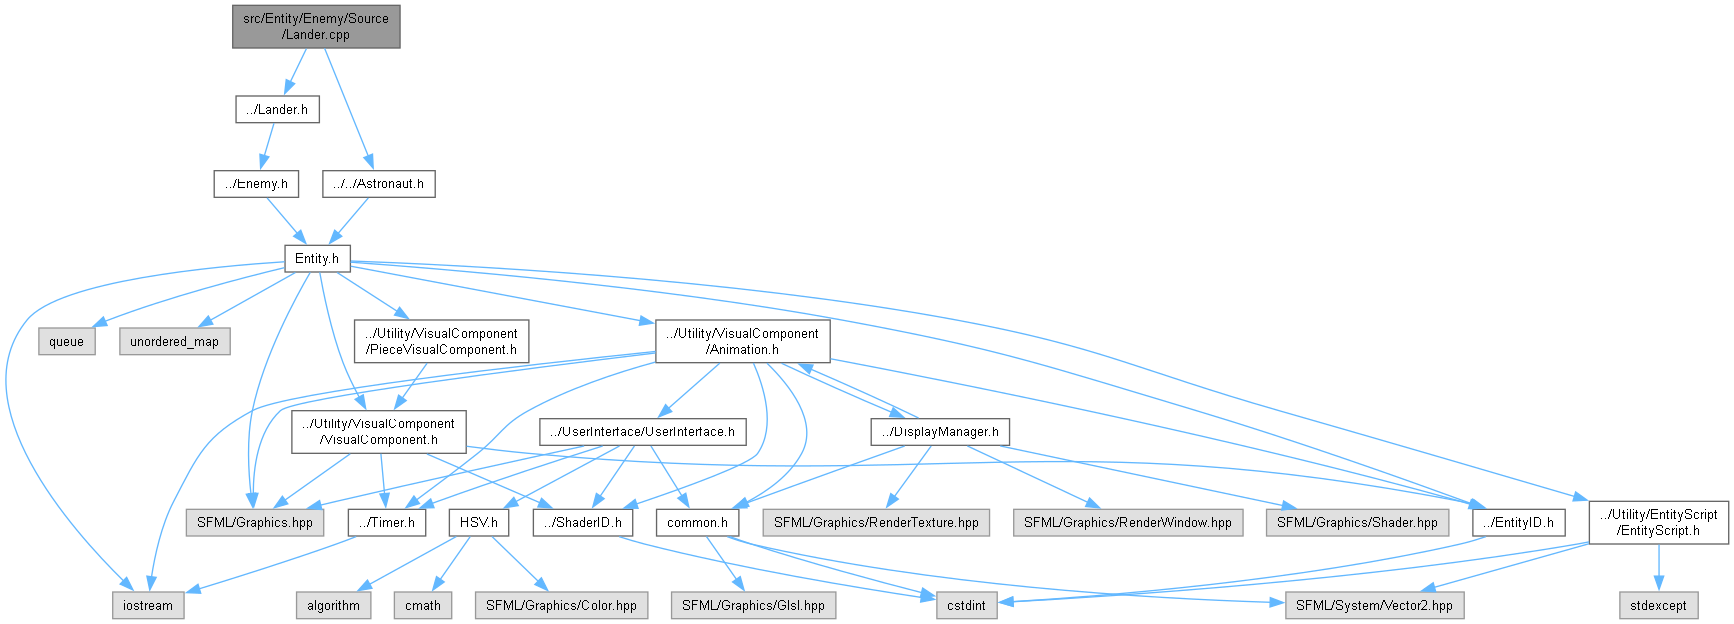 src/Entity/Enemy/Source
/Lander.cpp
../Lander.h
../Enemy.h
../../Astronaut.h
Entity.h
queue
unordered_map
../Utility/VisualComponent
/PieceVisualComponent.h
../Utility/VisualComponent
/Animation.h
../Utility/VisualComponent
/VisualComponent.h
../UserInterface/UserInterface.h
../DisplayManager.h
SFML/Graphics.hpp
../Timer.h
HSV.h
../ShaderID.h
common.h
SFML/Graphics/RenderTexture.hpp
SFML/Graphics/RenderWindow.hpp
SFML/Graphics/Shader.hpp
../EntityID.h
../Utility/EntityScript
/EntityScript.h
iostream
algorithm
cmath
SFML/Graphics/Color.hpp
SFML/Graphics/Glsl.hpp
cstdint
SFML/System/Vector2.hpp
stdexcept